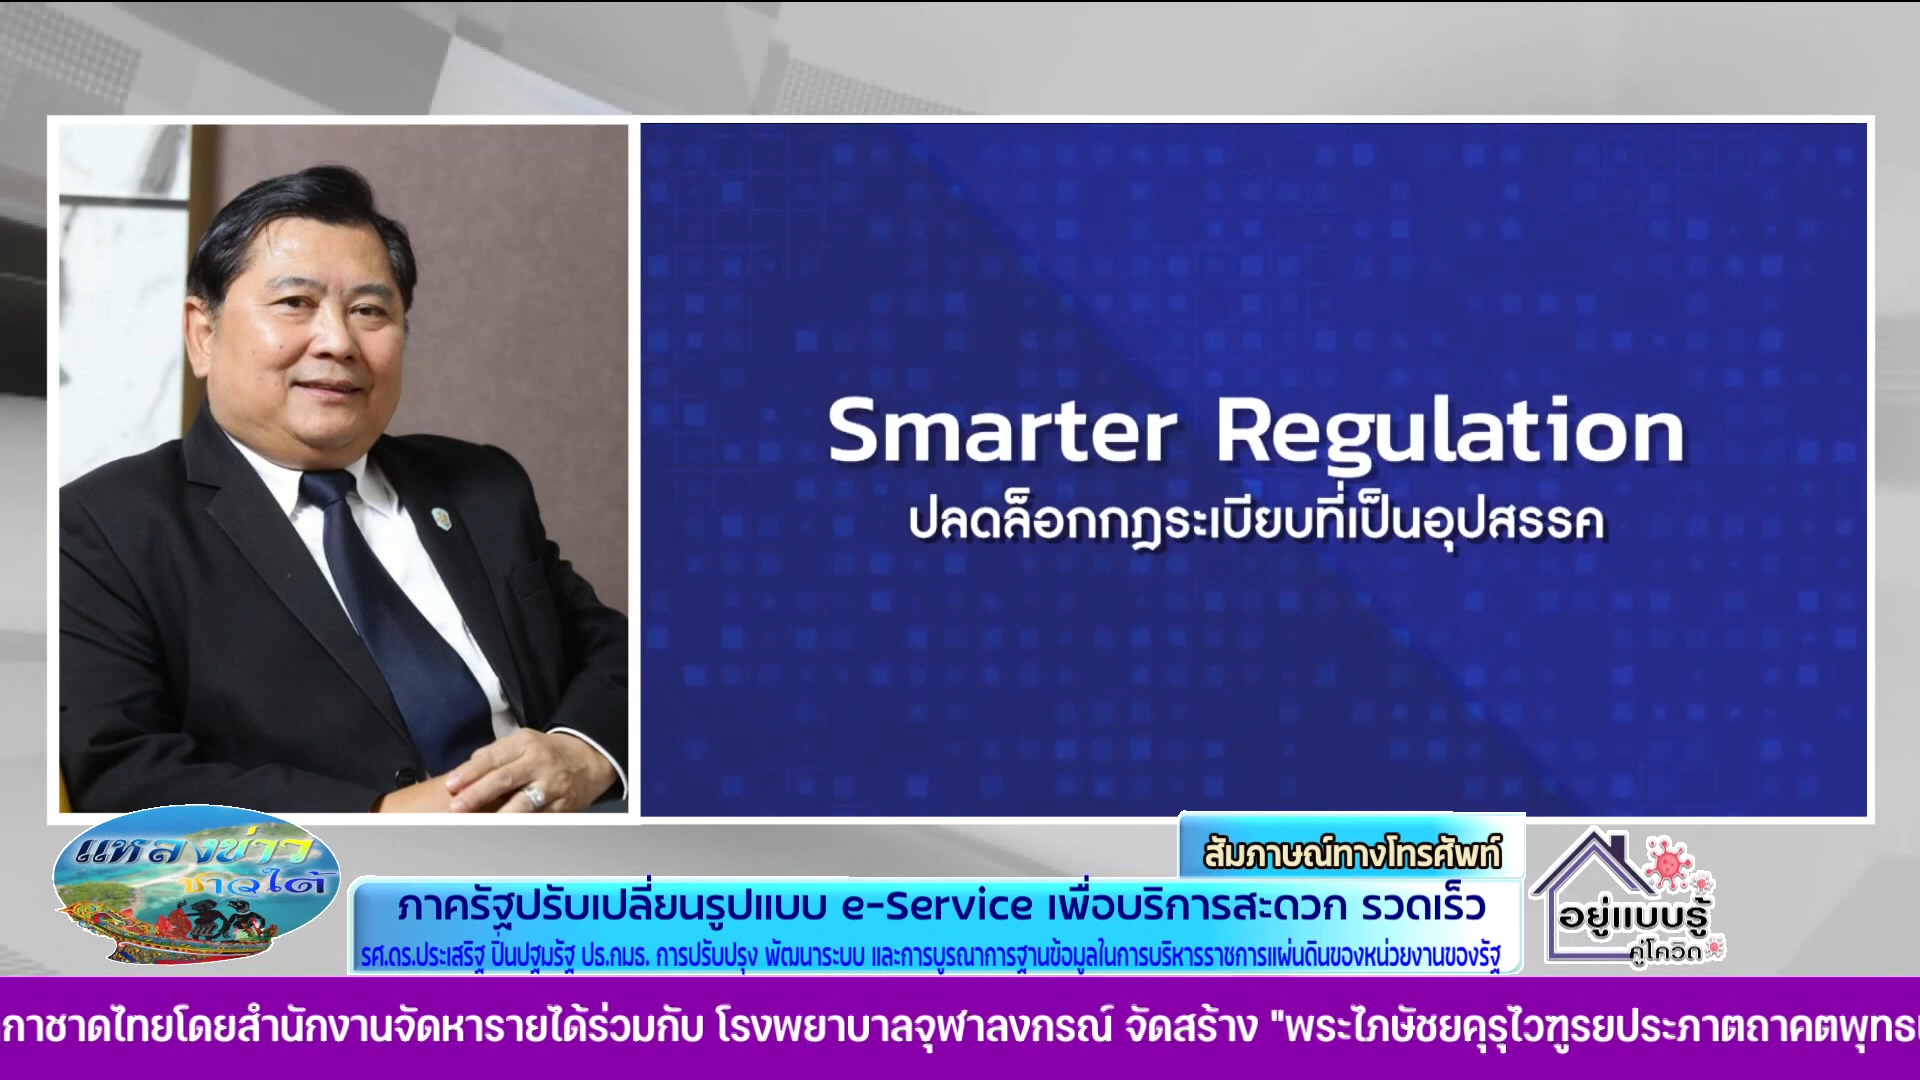 Smarter Regulation
ปลดล็อกกฎระเบียบที่เป็นอุปสรรค
สัมภาษณ์ทางโทรศัพท์
แหลงข่าว
ชาวใต้
ภาครัฐปรับเปลี่ยนรูปแบบ e-Service เพื่อบริการสะดวก รวดเร็ว
รศ.ดร.ประเสริฐ ปิ่นปฐมรัฐ ปธ.กมธ. การปรับปรุง พัฒนาระบบ และการบูรณาการฐานข้อมูลในการบริหารราชการแผ่นดินของหน่วยงานของรัฐ
อยู่แบบรู้
คู่โควิด
กาชาดไทยโดยสำนักงานจัดหารายได้ร่วมกับ โรงพยาบาลจุฬาลงกรณ์ จัดสร้าง "พระไภษัชยคุรุไวฑูรยประภาตถาคตพุทธ